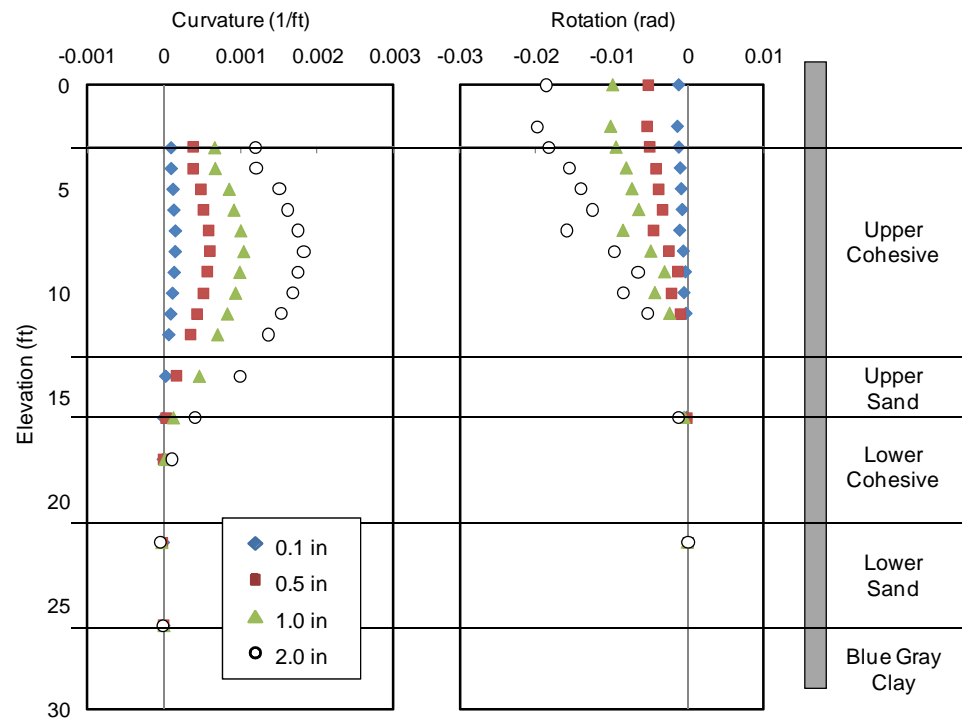 Curvature (1/ft)
Rotation (rad)
-0.001 0 0.001 0.002 0.003
-0.03 -0.02 -0.01 0 0.01
0
5
10
15
20
25
30
Elevation (ft)
0.1 in
0.5 in
1.0 in
2.0 in
Upper
Cohesive
Upper
Sand
Lower
Cohesive
Lower
Sand
Blue Gray
Clay